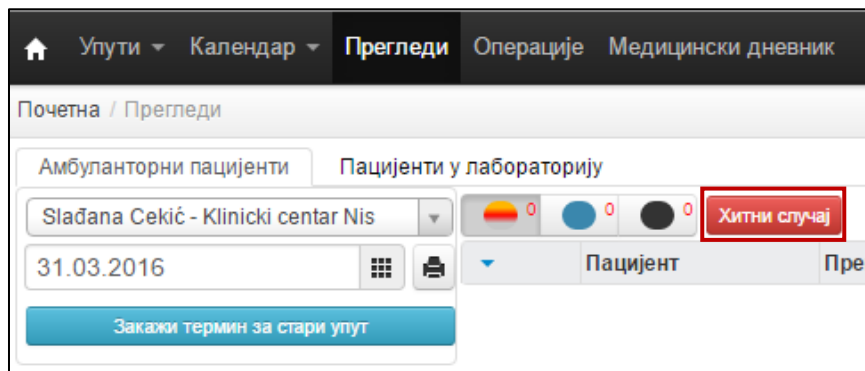 Упути Календар Прегледи Операције Медицински дневник
Почетна / Прегледи
Амбуланторни пацијенти Пацијенти у лабораторију
Slađana Cekić - Klinicki centar Nis 0 0 0 Хитни случај
31.03.2016 Пацијент Пре
Закажи термин за стари упут